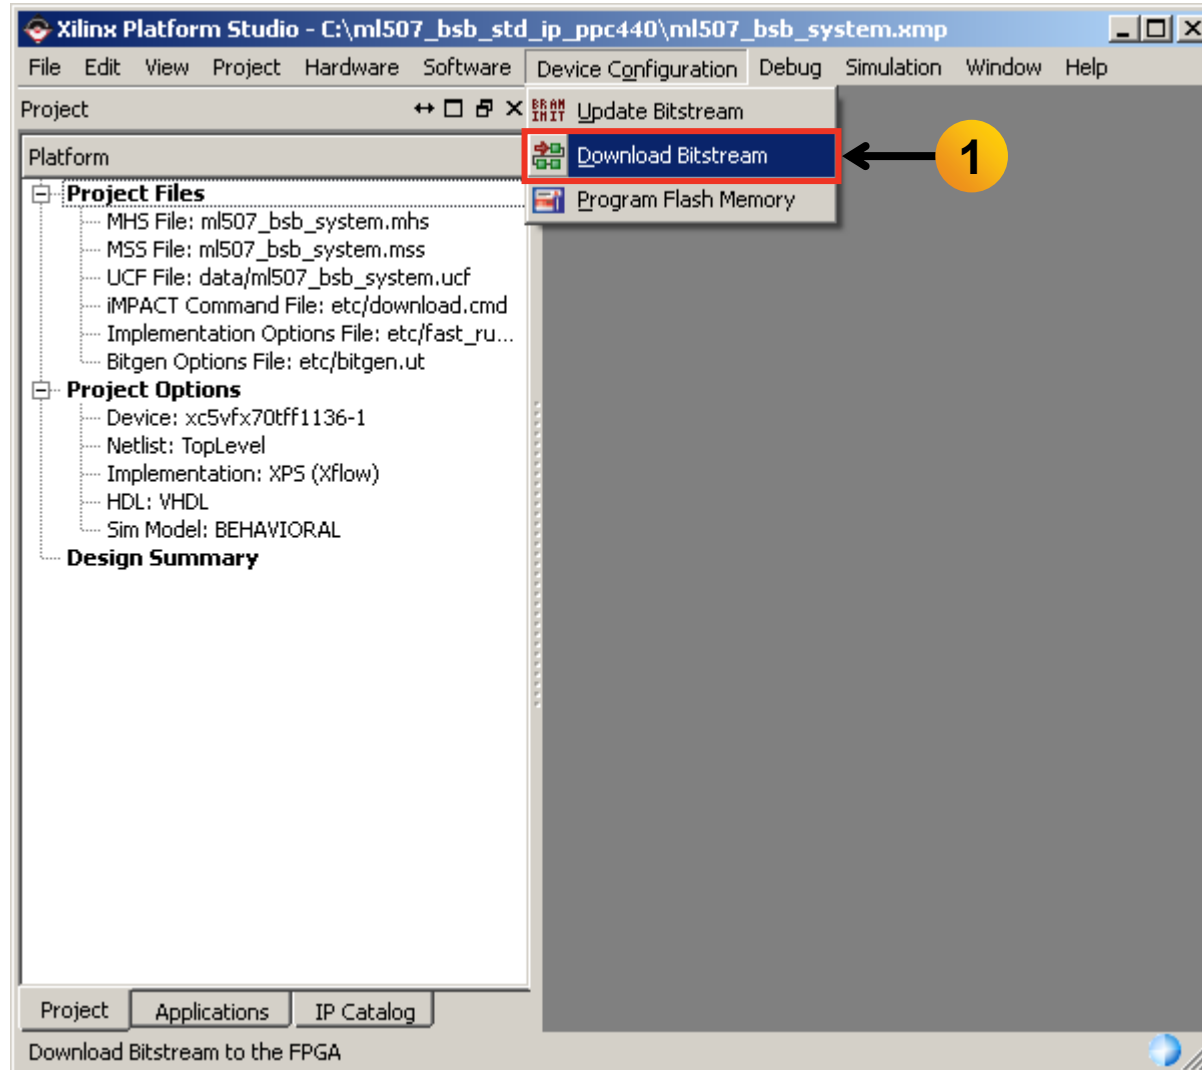 Xilinx Platform Studio - C:\ml507_bsb_std_ip_ppc440\ml507_bsb_system.xmp
File Edit View Project Hardware Software Device Configuration Debug Simulation Window Help
Project
BRAM INIT Update Bitstream
Platform
Download Bitstream 1
Program Flash Memory
Project Files
MHS File: ml507_bsb_system.mhs
MSS File: ml507_bsb_system.mss
UCF File: data/ml507_bsb_system.ucf
iMPACT Command File: etc/download.cmd
Implementation Options File: etc/fast_ru...
Bitgen Options File: etc/bitgen.ut
Project Options
Device: xc5vfx70tff1136-1
Netlist: TopLevel
Implementation: XPS (Xflow)
HDL: VHDL
Sim Model: BEHAVIORAL
Design Summary
Project Applications IP Catalog
Download Bitstream to the FPGA